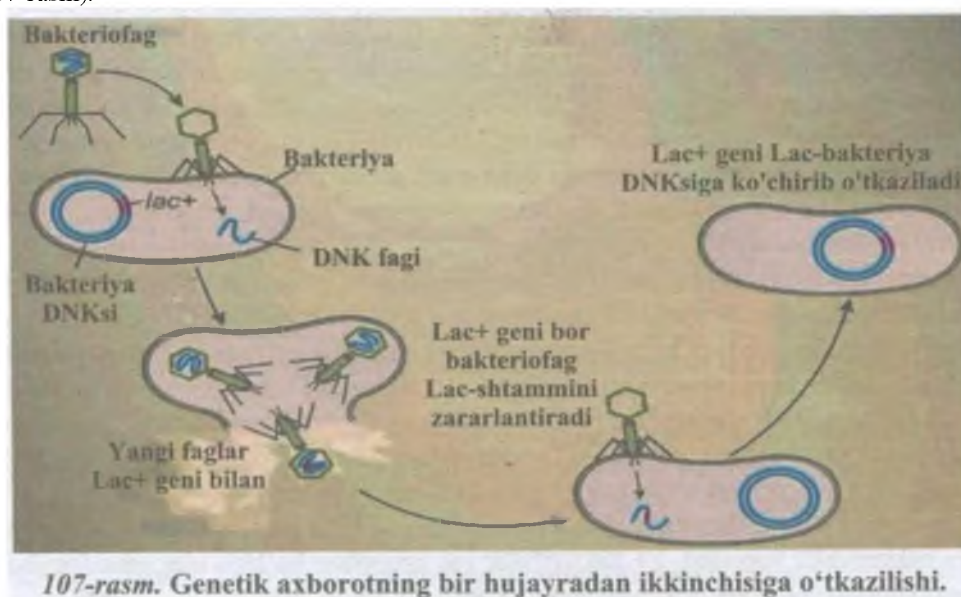 Bakteriofag
Bakteriya
lac+
DNK fagi
Bakteriya
DNKsi
Lac+ geni bor
bakteriofag
Lac-shtammini
zararlantiradi
Yangi faglar
Lac+ geni bilan
Lac+ geni Lac-bakteriya
DNKsiga ko'chirib o'tkaziladi
107-rasm. Genetik axborotning bir hujayradan ikkinchisiga o‘tkazilishi.